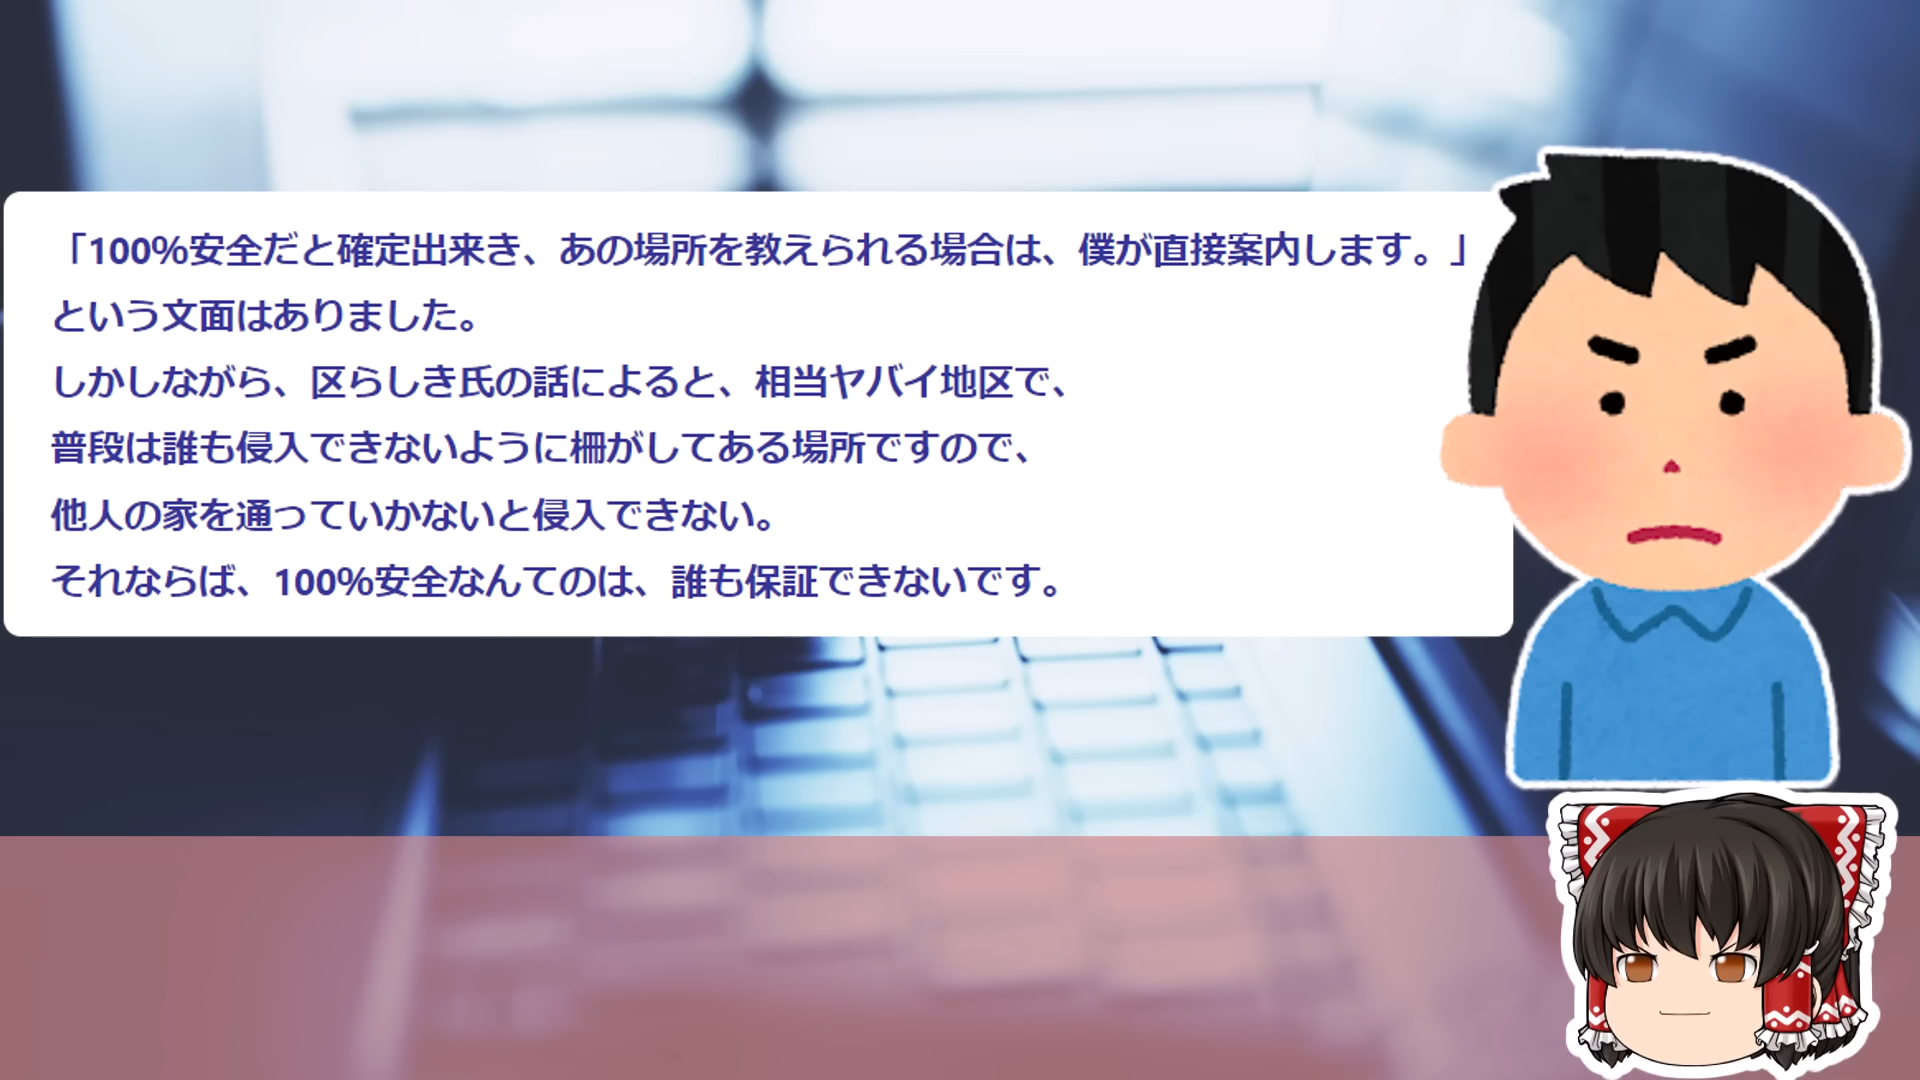 「100%安全だと確定出来き、あの場所を教えられる場合は、僕が直接案内します。」
という文面はありました。
しかしながら、区らしき氏の話によると、相当ヤバイ地区で、
普段は誰も侵入できないように柵がしてある場所ですので、
他人の家を通っていかないと侵入できない。
それならば、100%安全なんてのは、誰も保証できないです。